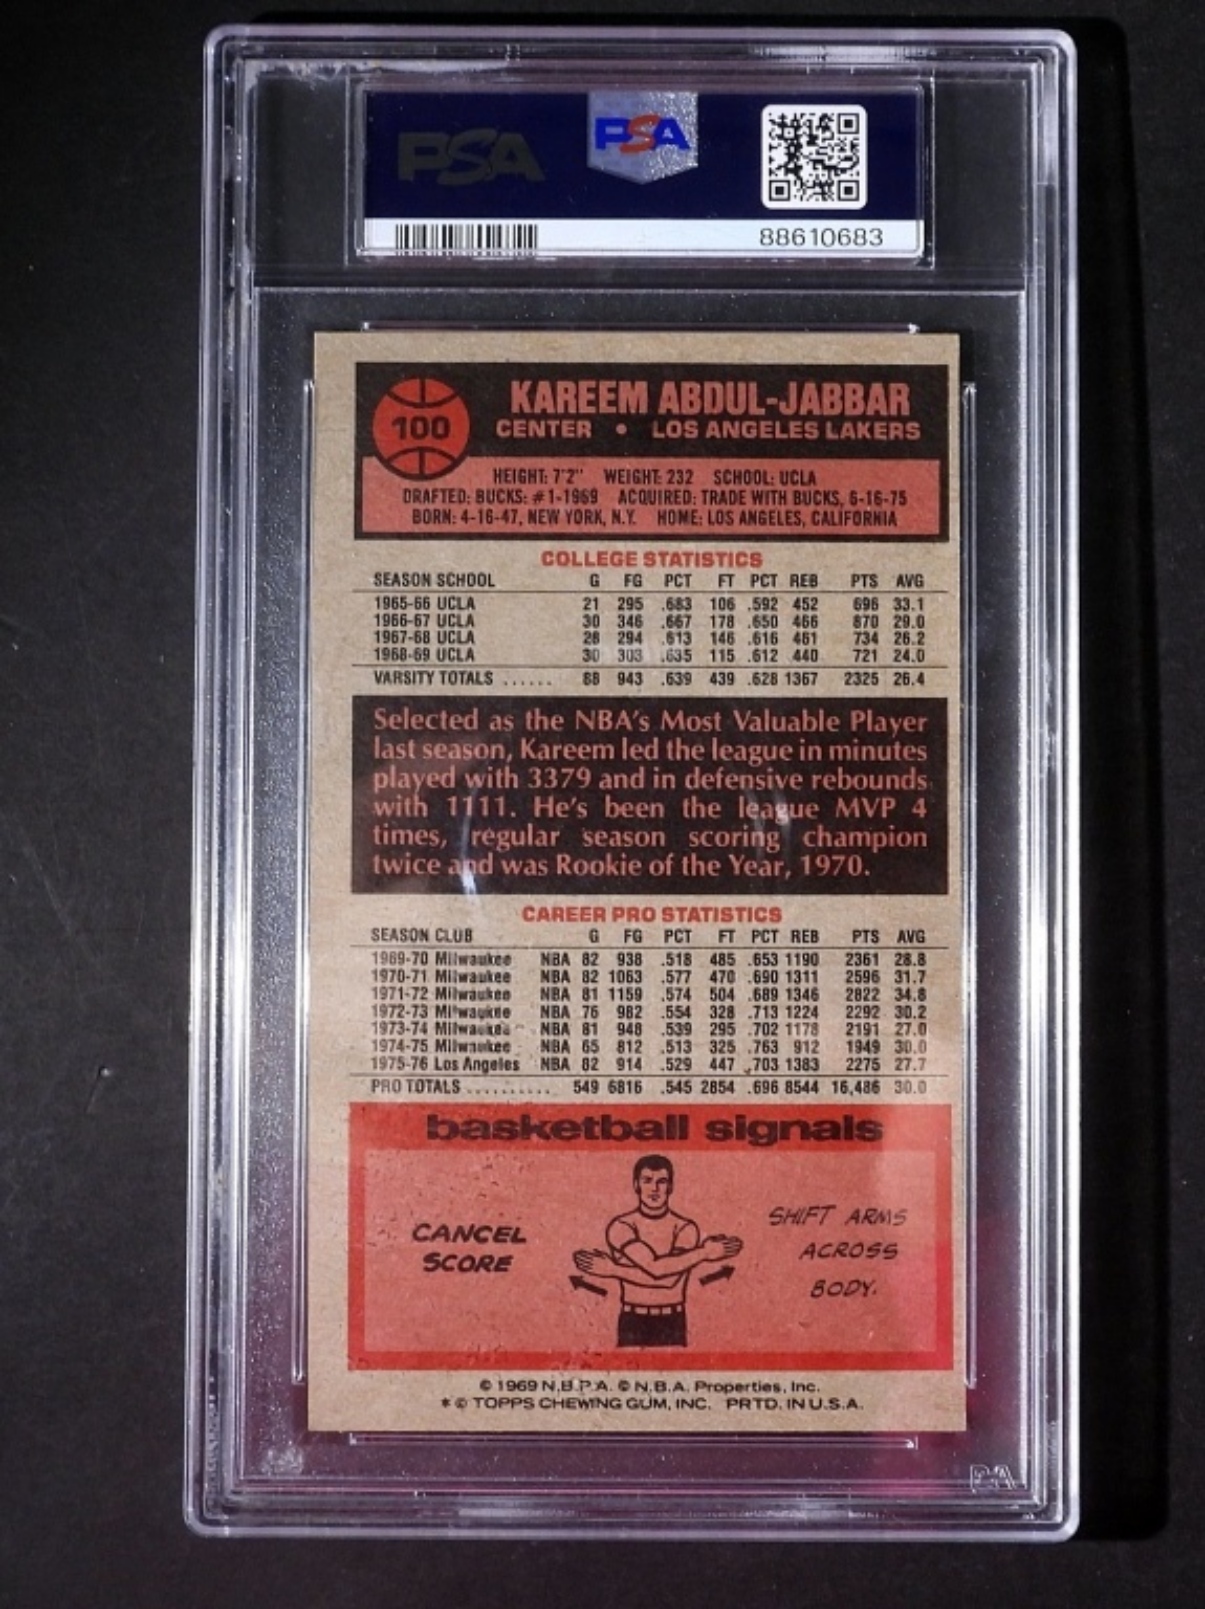 PSA PSA
88610683
100
KAREEM ABDUL-JABBAR
CENTER • LOS ANGELES LAKERS
HEIGHT: 7'2" WEIGHT: 232 SCHOOL: UCLA
DRAFTED: BUCKS: #1-1969 ACQUIRED: TRADE WITH BUCKS, 6-16-75
BORN: 4-16-47, NEW YORK, N.Y. HOME: LOS ANGELES, CALIFORNIA
COLLEGE STATISTICS
SEASON SCHOOL G FG PCT FT PCT REB PTS AVG
1965-66 UCLA 21 295 .683 106 .592 452 696 33.1
1966-67 UCLA 30 346 .667 178 .650 466 870 29.0
1967-68 UCLA 28 294 .613 146 .616 461 734 26.2
1968-69 UCLA 30 303 .635 115 .612 440 721 24.0
VARSITY TOTALS ...... 88 943 .639 439 .628 1367 2325 26.4
Selected as the NBA's Most Valuable Player
last season, Kareem led the league in minutes
played with 3379 and in defensive rebounds
with 1111. He's been the league MVP 4
times, regular season scoring champion
twice and was Rookie of the Year, 1970.
CAREER PRO STATISTICS
SEASON CLUB G FG PCT FT PCT REB PTS AVG
1969-70 Milwaukee NBA 82 938 .518 485 .653 1190 2361 28.8
1970-71 Milwaukee NBA 82 1063 .577 470 .690 1311 2596 31.7
1971-72 Milwaukee NBA 81 1159 .574 504 .689 1346 2822 34.8
1972-73 Milwaukee NBA 76 982 .554 328 .713 1224 2292 30.2
1973-74 Milwaukee NBA 81 948 .539 295 .702 1178 2191 27.0
1974-75 Milwaukee NBA 65 812 .513 325 .763 912 1949 30.0
1975-76 Los Angeles NBA 82 914 .529 447 .703 1383 2275 27.7
PRO TOTALS .......... 549 6816 .545 2854 .696 8544 16,486 30.0
basketball signals
CANCEL
SCORE
SHIFT ARMS
ACROSS
BODY.
© 1969 N.B.P.A. © N.B.A. Properties, Inc.
* © TOPPS CHEWING GUM, INC. PRTD. IN U.S.A.